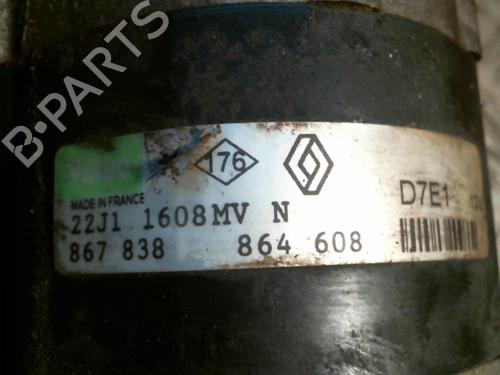 B-PARTS
176
D7E1
MADE IN FRANCE
22J1 1608MV N
867 838 864 608